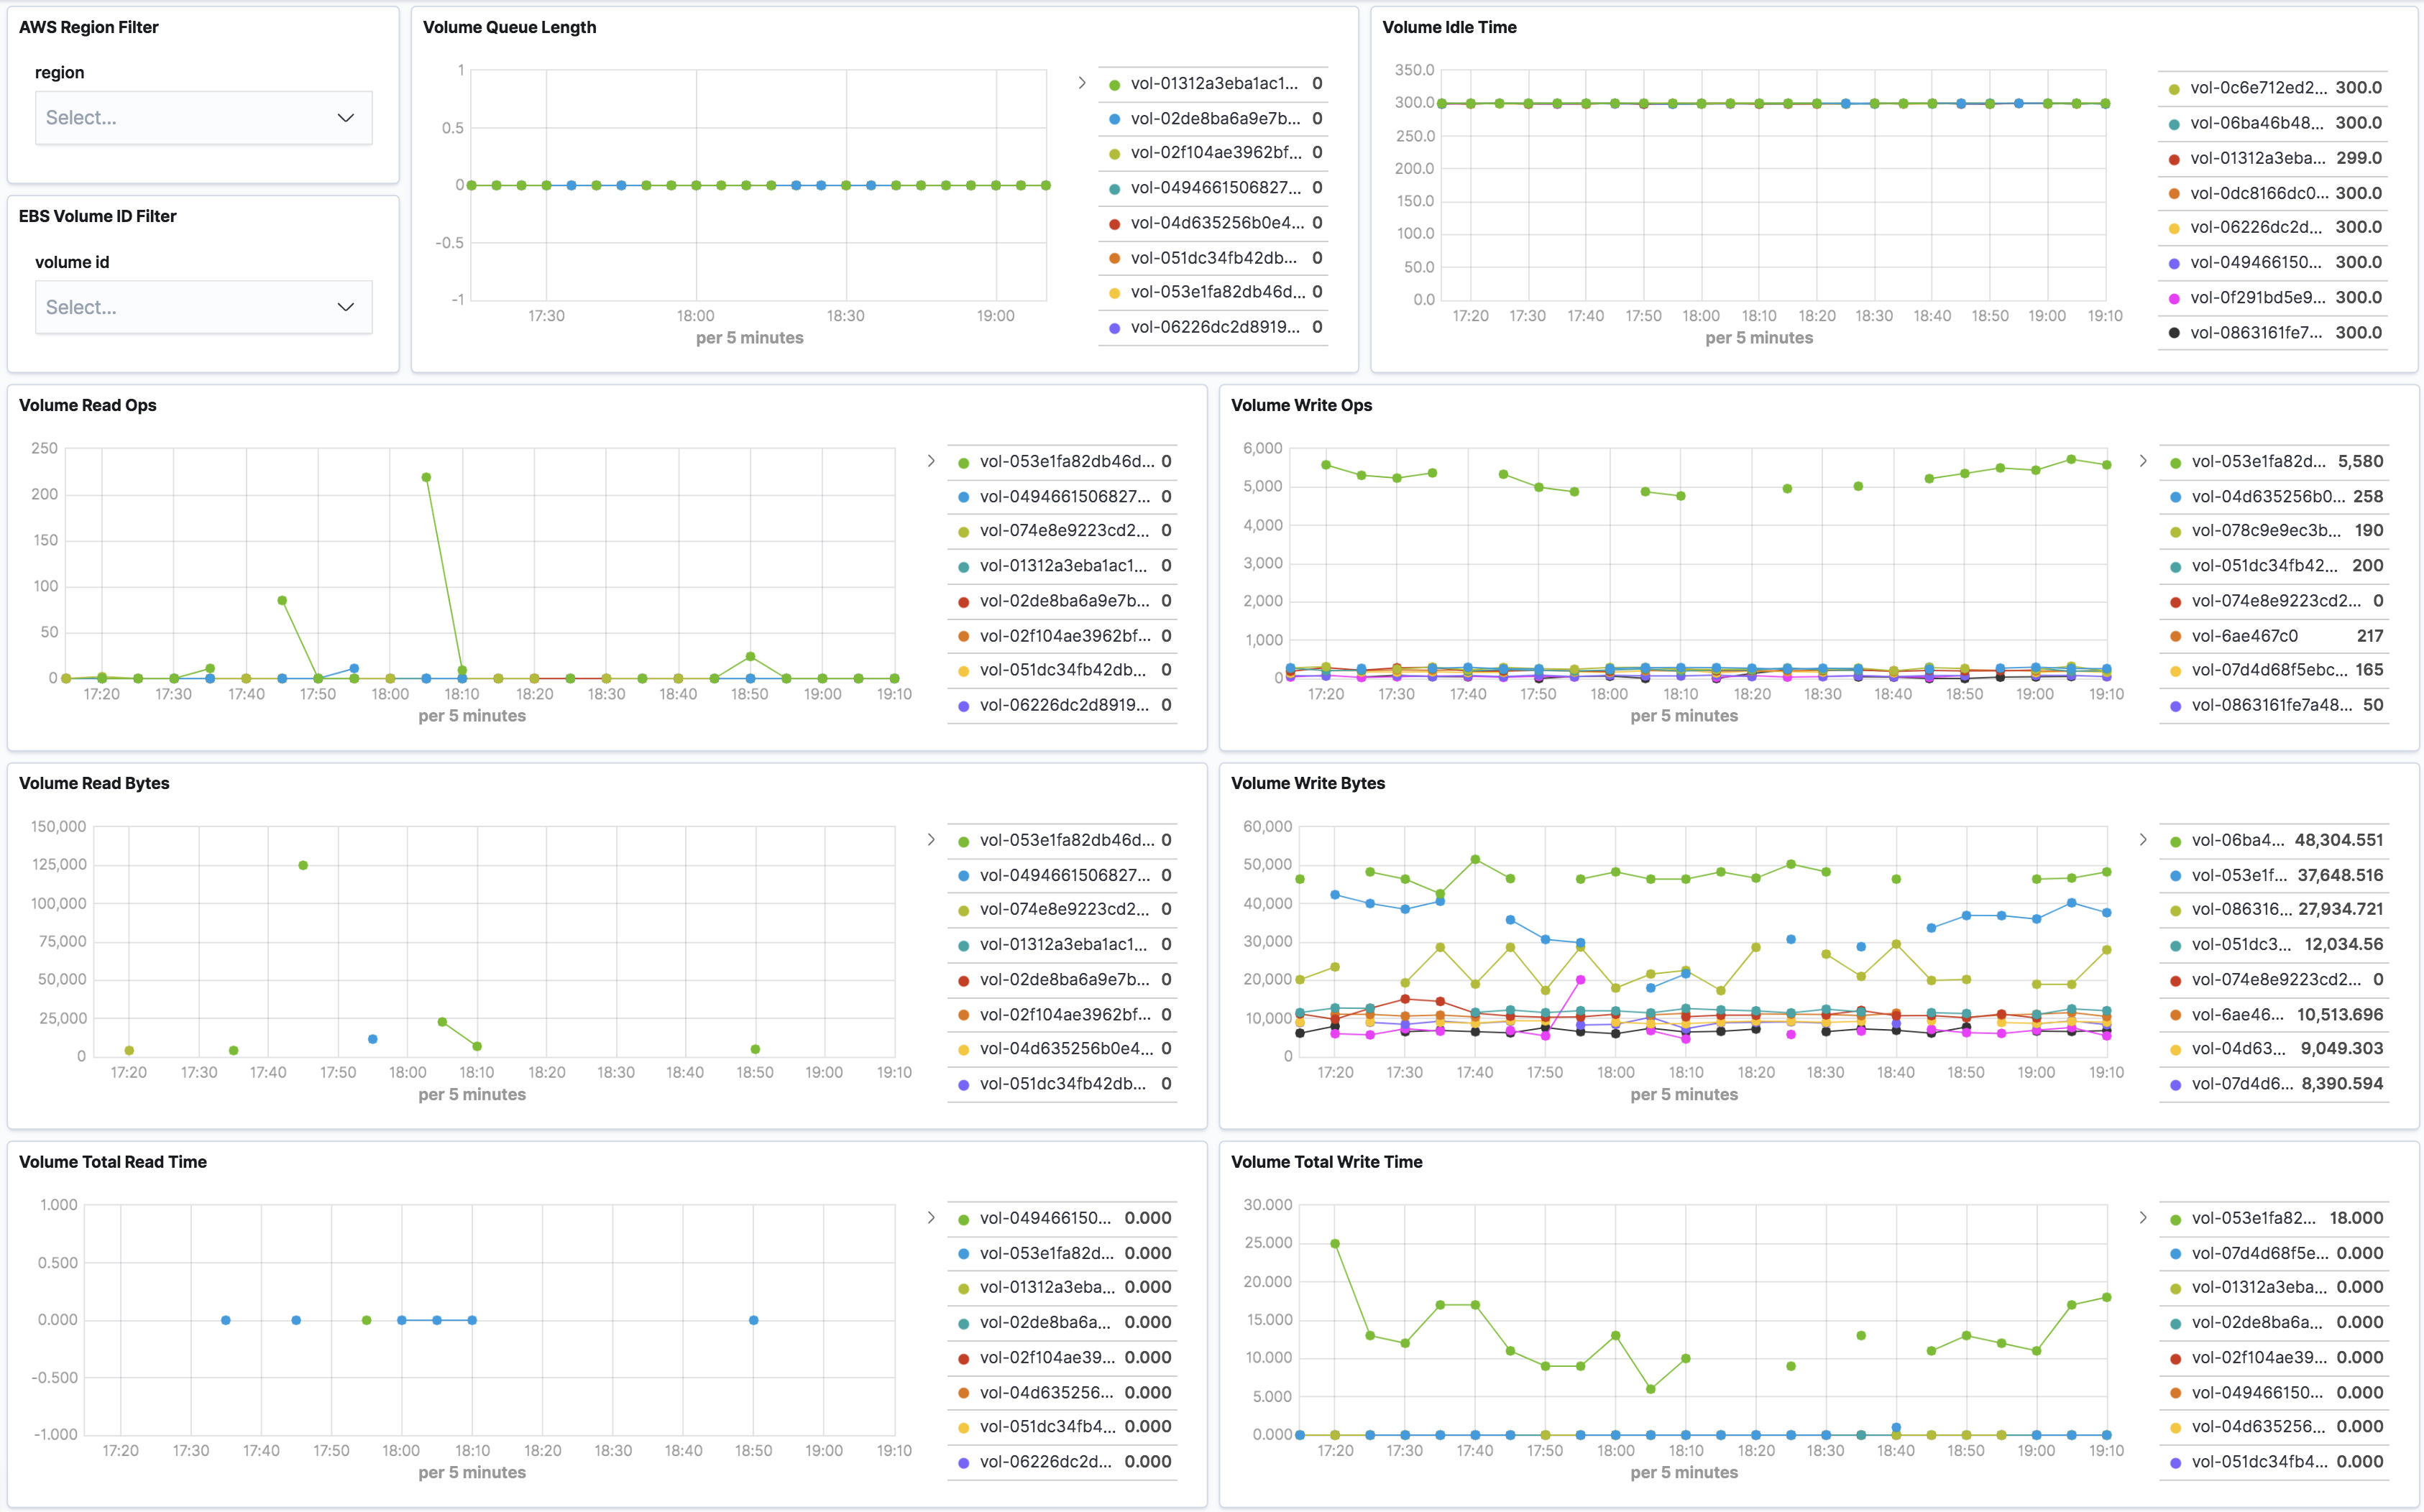 AWS Region Filter
region
Select...
EBS Volume ID Filter
volume id
Select...
Volume Queue Length
1
0.5
0
-0.5
-1
17:30 18:00 18:30 19:00
per 5 minutes
vol-01312a3eba1ac1... 0
vol-02de8ba6a9e7b... 0
vol-02f104ae3962bf... 0
vol-0494661506827... 0
vol-04d635256b0e4... 0
vol-051dc34fb42db... 0
vol-053e1fa82db46d... 0
vol-06226dc2d8919... 0
Volume Idle Time
350.0
300.0
250.0
200.0
150.0
100.0
50.0
0.0
17:20 17:30 17:40 17:50 18:00 18:10 18:20 18:30 18:40 18:50 19:00 19:10
per 5 minutes
vol-0c6e712ed2... 300.0
vol-06ba46b48... 300.0
vol-01312a3eba... 299.0
vol-0dc8166dc0... 300.0
vol-06226dc2d... 300.0
vol-049466150... 300.0
vol-0f291bd5e9... 300.0
vol-0863161fe7... 300.0
Volume Read Ops
250
200
150
100
50
0
17:20 17:30 17:40 17:50 18:00 18:10 18:20 18:30 18:40 18:50 19:00 19:10
per 5 minutes
vol-053e1fa82db46d... 0
vol-0494661506827... 0
vol-074e8e9223cd2... 0
vol-01312a3eba1ac1... 0
vol-02de8ba6a9e7b... 0
vol-02f104ae3962bf... 0
vol-051dc34fb42db... 0
vol-06226dc2d8919... 0
Volume Write Ops
6,000
5,000
4,000
3,000
2,000
1,000
0
17:20 17:30 17:40 17:50 18:00 18:10 18:20 18:30 18:40 18:50 19:00 19:10
per 5 minutes
vol-053e1fa82d... 5,580
vol-04d635256b0... 258
vol-078c9e9ec3b... 190
vol-051dc34fb42... 200
vol-074e8e9223cd2... 0
vol-6ae467c0 217
vol-07d4d68f5ebc... 165
vol-0863161fe7a48... 50
Volume Read Bytes
150,000
125,000
100,000
75,000
50,000
25,000
0
17:20 17:30 17:40 17:50 18:00 18:10 18:20 18:30 18:40 18:50 19:00 19:10
per 5 minutes
vol-053e1fa82db46d... 0
vol-0494661506827... 0
vol-074e8e9223cd2... 0
vol-01312a3eba1ac1... 0
vol-02de8ba6a9e7b... 0
vol-02f104ae3962bf... 0
vol-04d635256b0e4... 0
vol-051dc34fb42db... 0
Volume Write Bytes
60,000
50,000
40,000
30,000
20,000
10,000
0
17:20 17:30 17:40 17:50 18:00 18:10 18:20 18:30 18:40 18:50 19:00 19:10
per 5 minutes
vol-06ba4... 48,304.551
vol-053e1f... 37,648.516
vol-086316... 27,934.721
vol-051dc3... 12,034.56
vol-074e8e9223cd2... 0
vol-6ae46... 10,513.696
vol-04d63... 9,049.303
vol-07d4d6... 8,390.594
Volume Total Read Time
1.000
0.500
0.000
-0.500
-1.000
17:20 17:30 17:40 17:50 18:00 18:10 18:20 18:30 18:40 18:50 19:00 19:10
per 5 minutes
vol-049466150... 0.000
vol-053e1fa82d... 0.000
vol-01312a3eba... 0.000
vol-02de8ba6a... 0.000
vol-02f104ae39... 0.000
vol-04d635256... 0.000
vol-051dc34fb4... 0.000
vol-06226dc2d... 0.000
Volume Total Write Time
30.000
25.000
20.000
15.000
10.000
5.000
0.000
17:20 17:30 17:40 17:50 18:00 18:10 18:20 18:30 18:40 18:50 19:00 19:10
per 5 minutes
vol-053e1fa82... 18.000
vol-07d4d68f5e... 0.000
vol-01312a3eba... 0.000
vol-02de8ba6a... 0.000
vol-02f104ae39... 0.000
vol-049466150... 0.000
vol-04d635256... 0.000
vol-051dc34fb4... 0.000